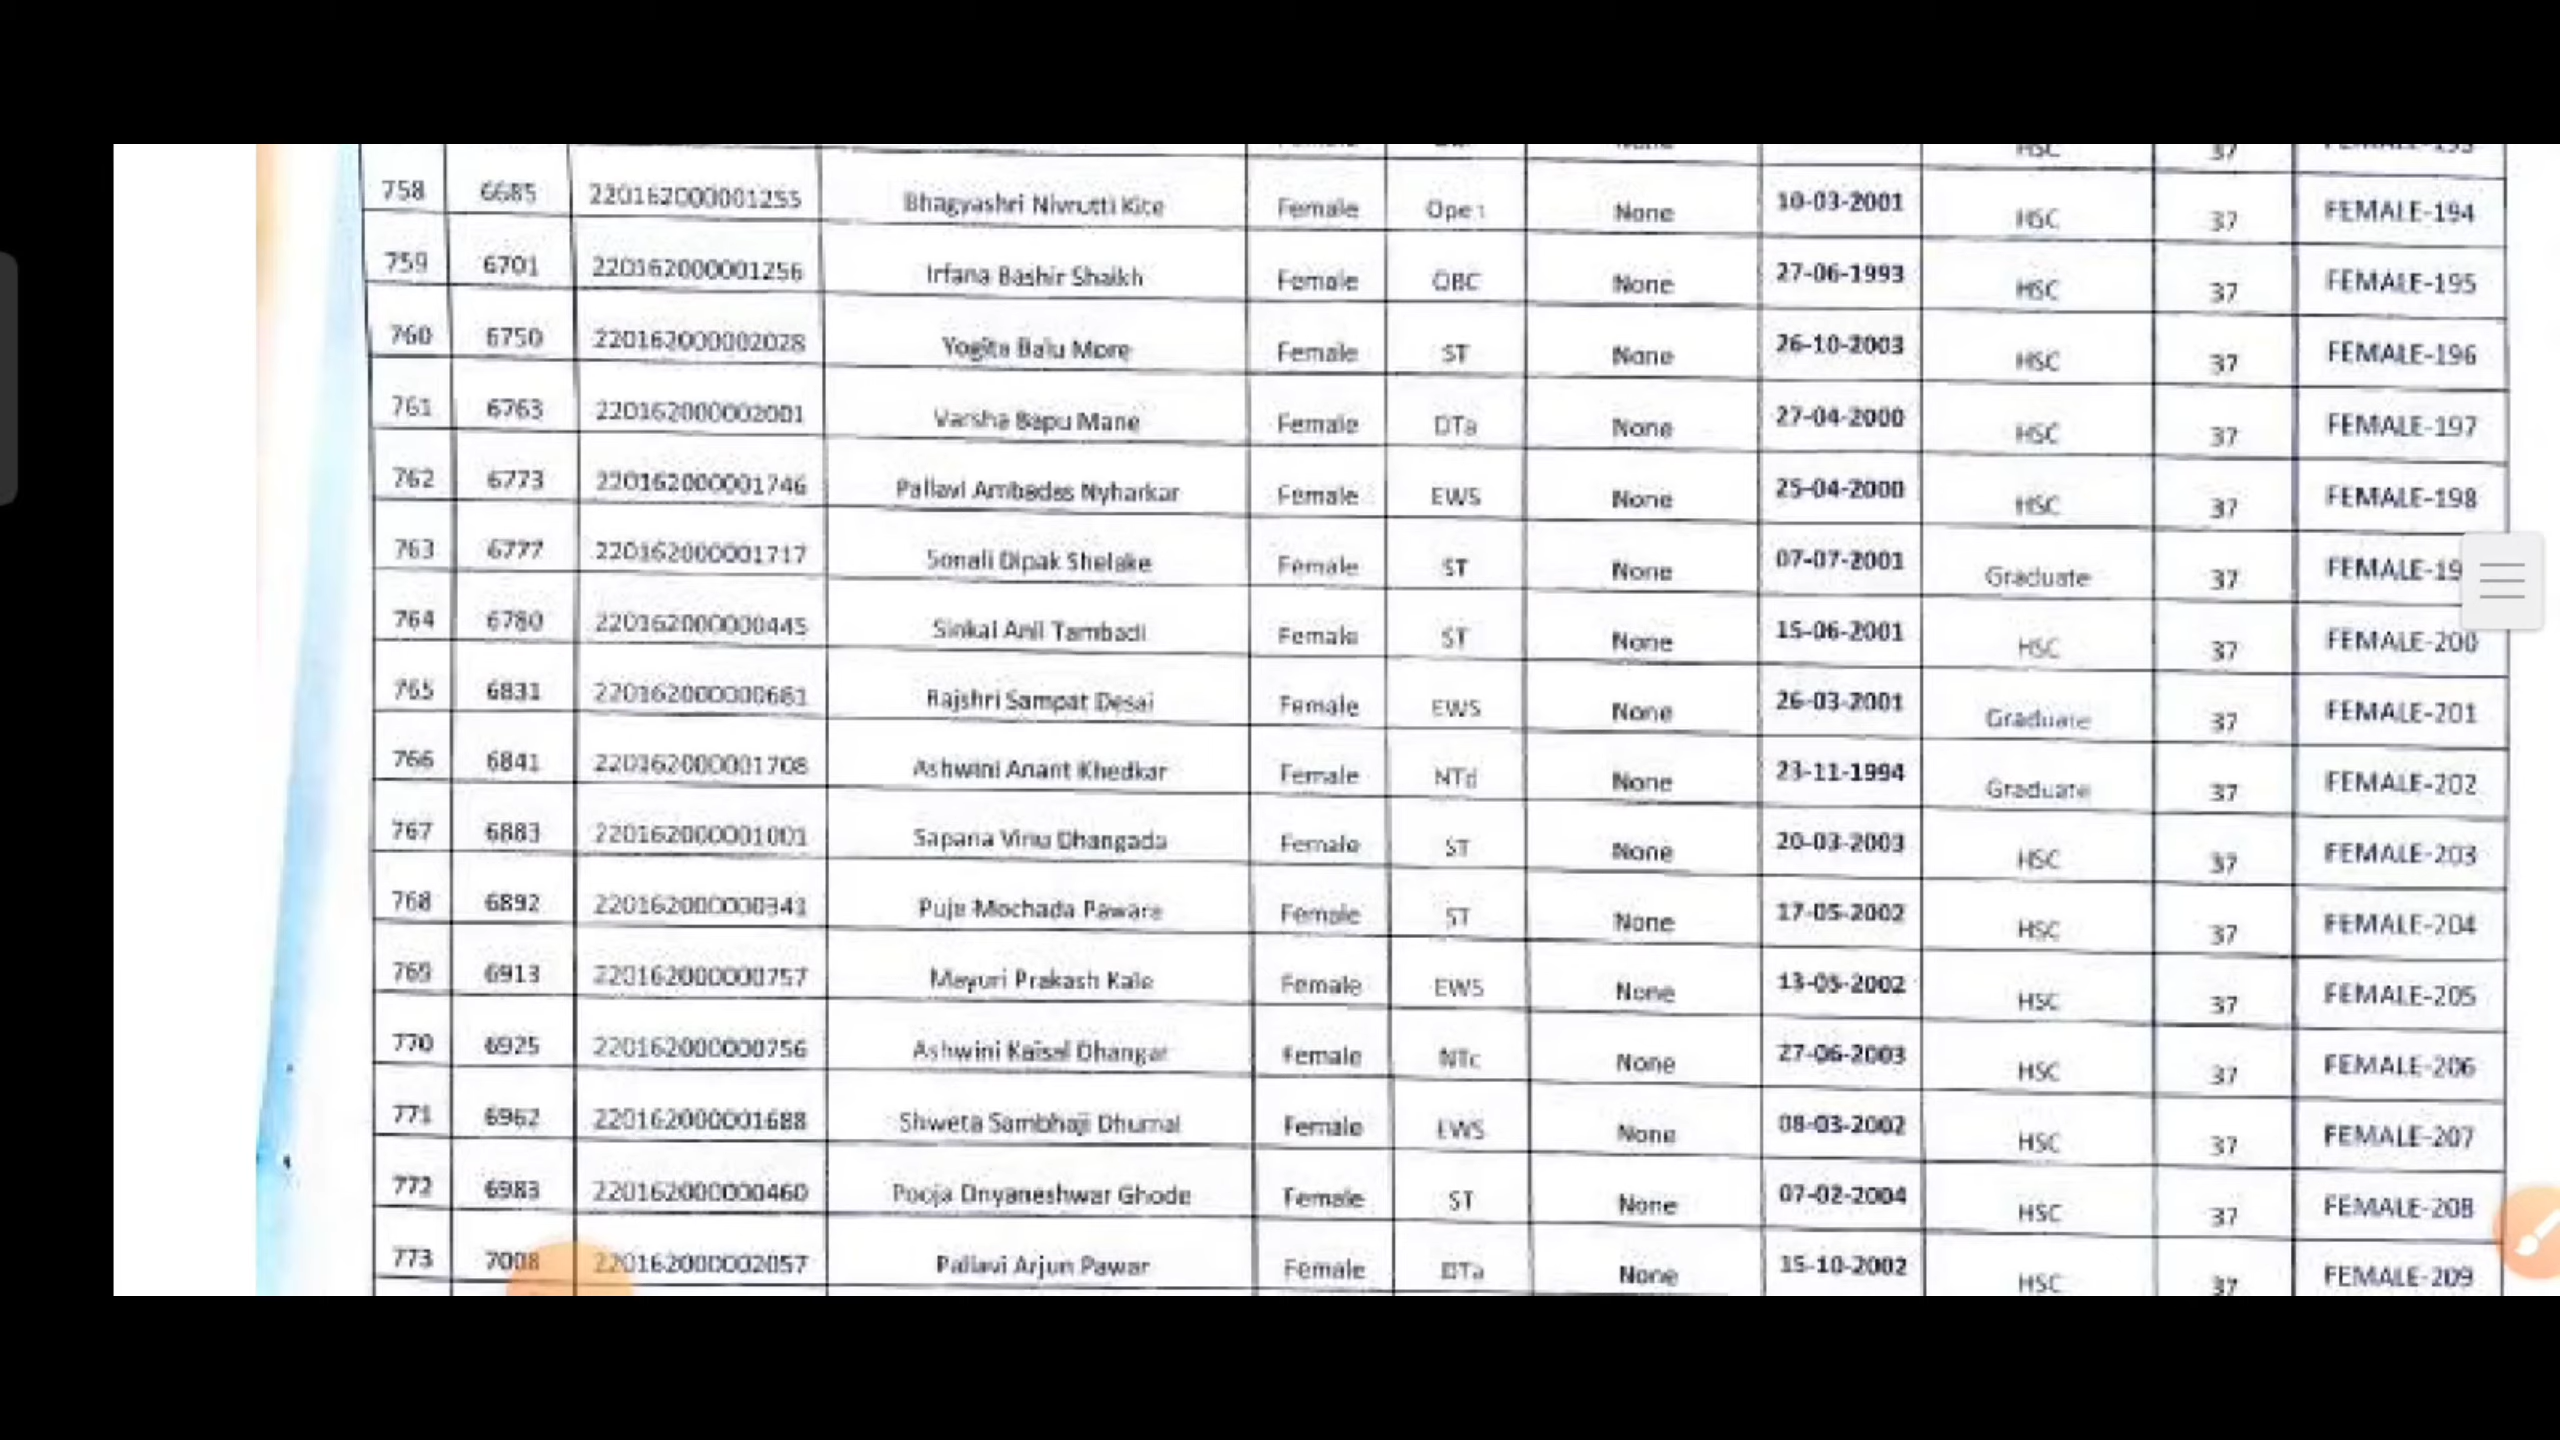 HSC 37
758 6685 220162000001255 Bhagyashri Nivrutti Kite Female Open None 10-03-2001 HSC 37 FEMALE-194
759 6701 220162000001256 Irfana Bashir Shaikh Female OBC None 27-06-1993 HSC 37 FEMALE-195
760 6750 220162000002028 Yogita Balu More Female ST None 26-10-2003 HSC 37 FEMALE-196
761 6763 220162000002001 Varsha Bapu Mane Female DTa None 27-04-2000 HSC 37 FEMALE-197
762 6773 220162000001746 Pallavi Ambadas Nyharkar Female EWS None 25-04-2000 HSC 37 FEMALE-198
763 6777 220162000001717 Sonali Dipak Shelake Female ST None 07-07-2001 Graduate 37 FEMALE-19
764 6780 220162000000445 Sinkal Anil Tambadi Female ST None 15-06-2001 HSC 37 FEMALE-200
765 6831 220162000000681 Rajshri Sampat Desai Female EWS None 26-03-2001 Graduate 37 FEMALE-201
766 6841 220162000001708 Ashwini Anant Khedkar Female NTd None 23-11-1994 Graduate 37 FEMALE-202
767 6883 220162000001001 Sapana Vinu Dhangada Female ST None 20-03-2003 HSC 37 FEMALE-203
768 6892 220162000000341 Puja Mochada Pawara Female ST None 17-05-2002 HSC 37 FEMALE-204
769 6913 220162000000757 Mayuri Prakash Kale Female EWS None 13-05-2002 HSC 37 FEMALE-205
770 6925 220162000000756 Ashwini Kaisal Dhangar Female NTc None 27-06-2003 HSC 37 FEMALE-206
771 6962 220162000001688 Shweta Sambhaji Dhumal Female EWS None 08-03-2002 HSC 37 FEMALE-207
772 6983 220162000000460 Pooja Dnyaneshwar Ghode Female ST None 07-02-2004 HSC 37 FEMALE-208
773 7008 220162000002057 Pallavi Arjun Pawar Female DTa None 15-10-2002 HSC 37 FEMALE-209